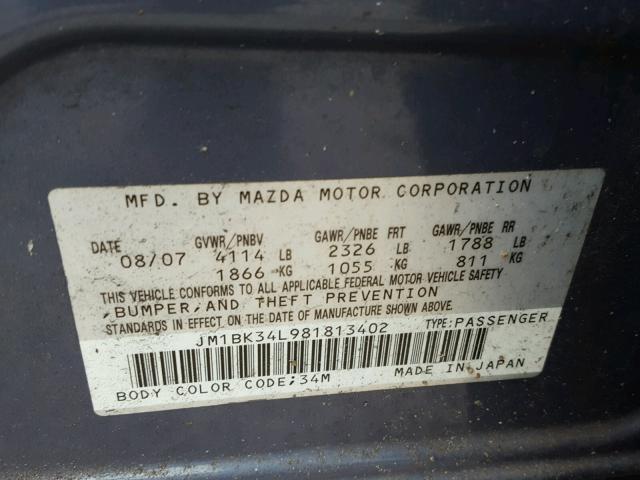 MFD. BY MAZDA MOTOR CORPORATION
DATE GVWR/PNBV GAWR/PNBE FRT GAWR/PNBE RR
08/07 4114 LB 2326 LB 1788 LB
1866 KG 1055 KG 811 KG
THIS VEHICLE CONFORMS TO ALL APPLICABLE FEDERAL MOTOR VEHICLE SAFETY
,BUMPER,AND THEFT PREVENTION
STANDARDS IN EFFECT ON THE DATE OF MANUFACTURE SHOWN ABOVE.
JM1BK34L981813402 TYPE:PASSENGER
BODY COLOR CODE;34M MADE IN JAPAN